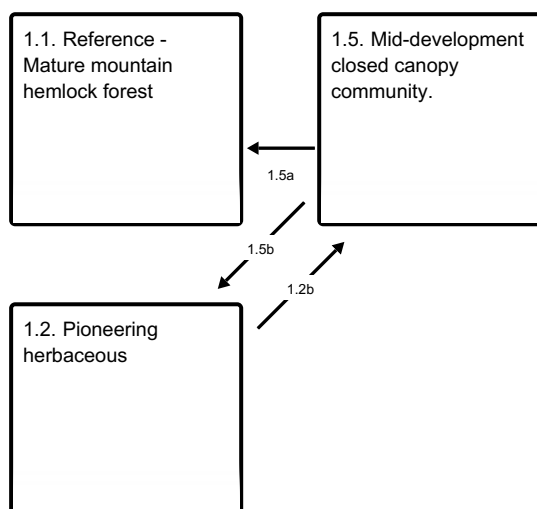 1.1. Reference -
Mature mountain
hemlock forest
1.5. Mid-development
closed canopy
community.
1.5a
1.5b
1.2b
1.2. Pioneering
herbaceous